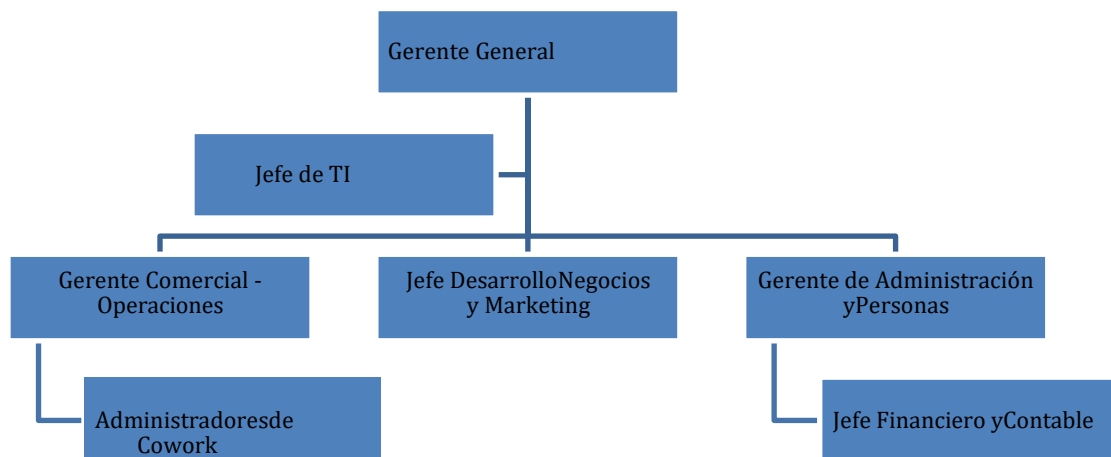 Gerente General
Jefe de TI
Gerente Comercial -
Operaciones
Jefe DesarrolloNegocios
y Marketing
Gerente de Administración
yPersonas
Administradoresde
Cowork
Jefe Financiero yContable